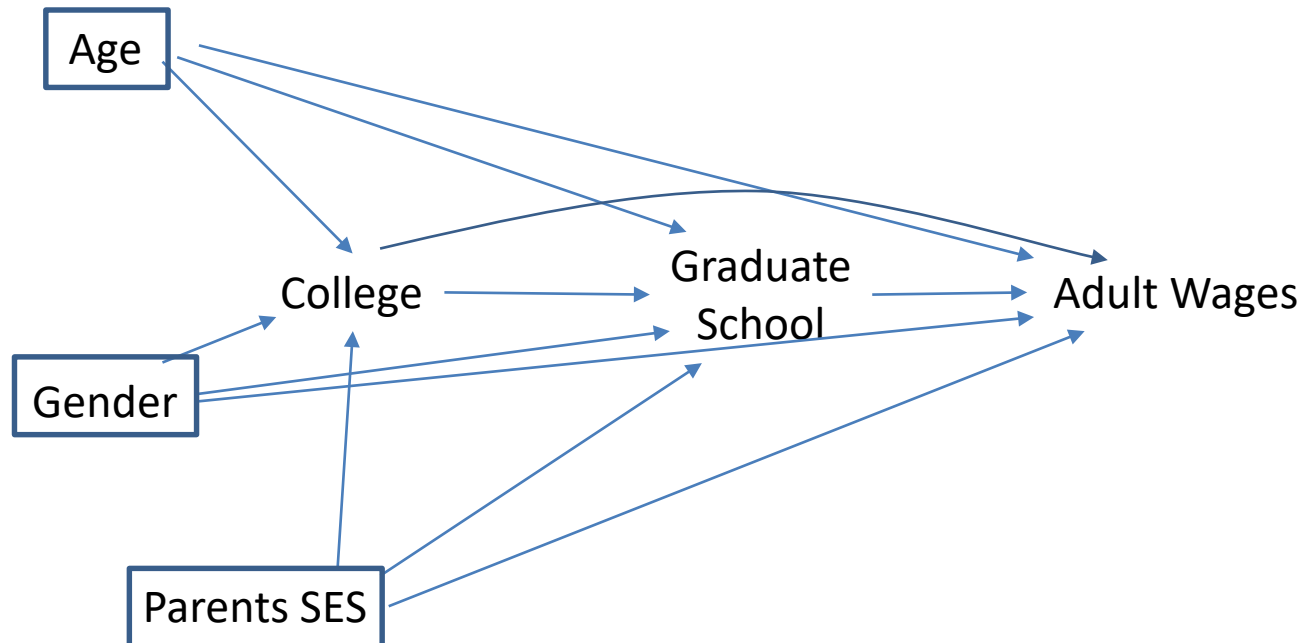 Age
Graduate
School
College
Adult Wages
Gender
Parents SES